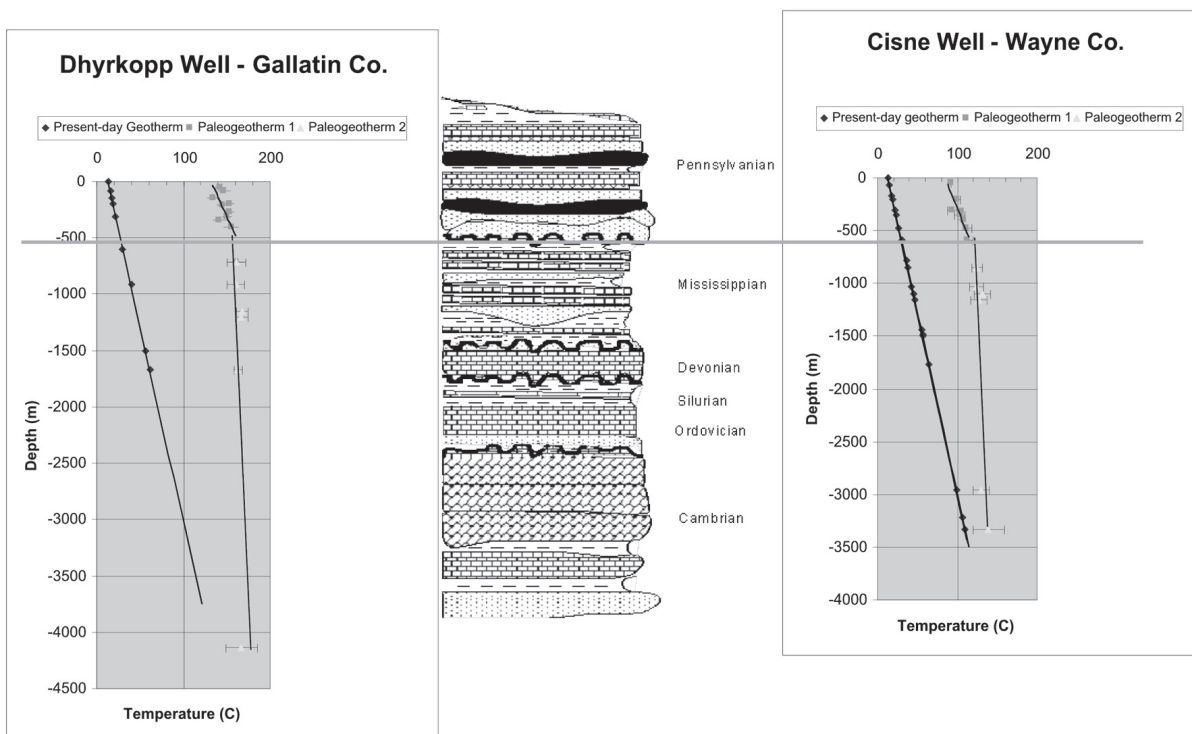 Dhyrkopp Well - Gallatin Co.
Present-day Geotherm Paleogeotherm 1 Paleogeotherm 2
0 100 200
0
-500
-1000
-1500
-2000
-2500
-3000
-3500
-4000
-4500
Depth (m)
Temperature (C)
Pennsylvanian
Mississippian
Devonian
Silurian
Ordovician
Cambrian
Cisne Well - Wayne Co.
Present-day geotherm Paleogeotherm 1 Paleogeotherm 2
0 100 200
0
-500
-1000
-1500
-2000
-2500
-3000
-3500
-4000
Depth (m)
Temperature (C)